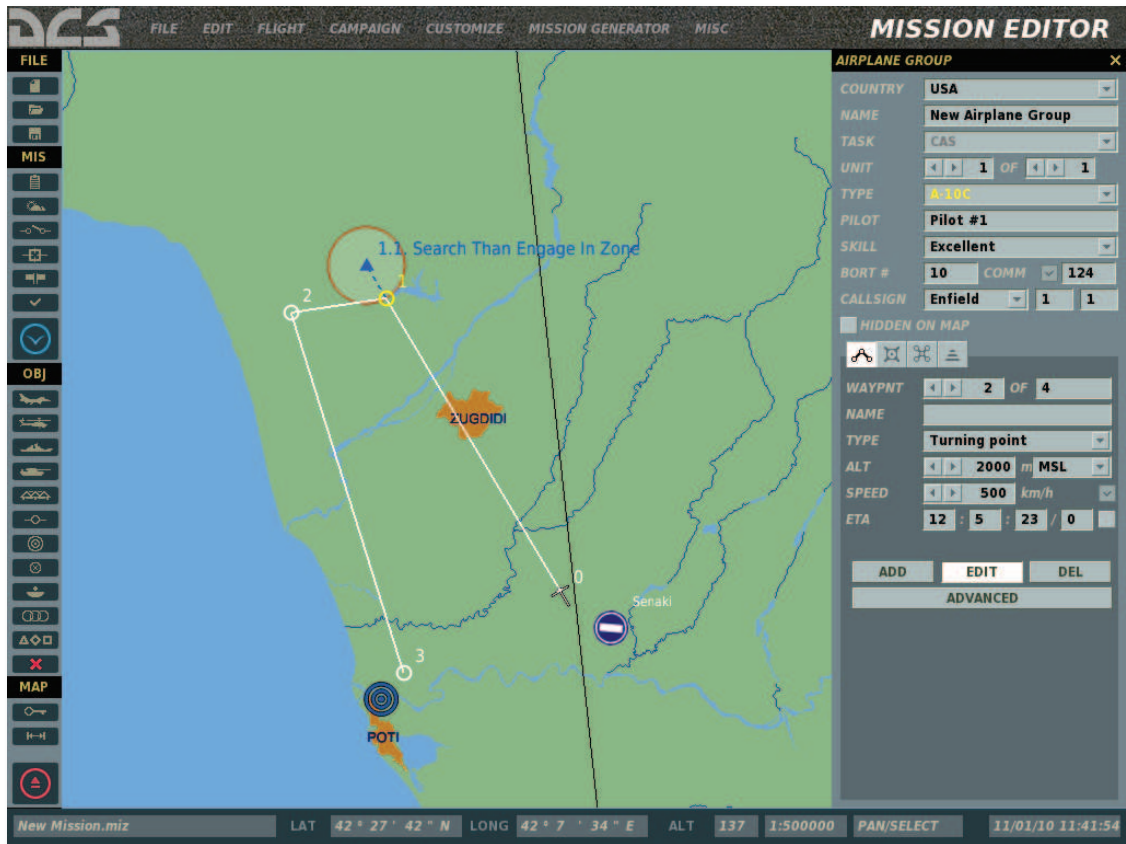 DCS FILE EDIT FLIGHT CAMPAIGN CUSTOMIZE MISSION GENERATOR MISC MISSION EDITOR
FILE
MIS
OBJ
MAP
1.1. Search Than Engage In Zone
1
2
ZUGDIDI
0
Senaki
3
POTI
AIRPLANE GROUP ×
COUNTRY USA
NAME New Airplane Group
TASK CAS
UNIT 1 OF 1
TYPE A-10C
PILOT Pilot #1
SKILL Excellent
BORT # 10 COMM 124
CALLSIGN Enfield 1 1
HIDDEN ON MAP
WAYPNT 2 OF 4
NAME
TYPE Turning point
ALT 2000 m MSL
SPEED 500 km/h
ETA 12 : 5 : 23 / 0
ADD EDIT DEL
ADVANCED
New Mission.miz LAT 42 ° 27 ' 42 " N LONG 42 ° 7 ' 34 " E ALT 137 1:500000 PAN/SELECT 11/01/10 11:41:54